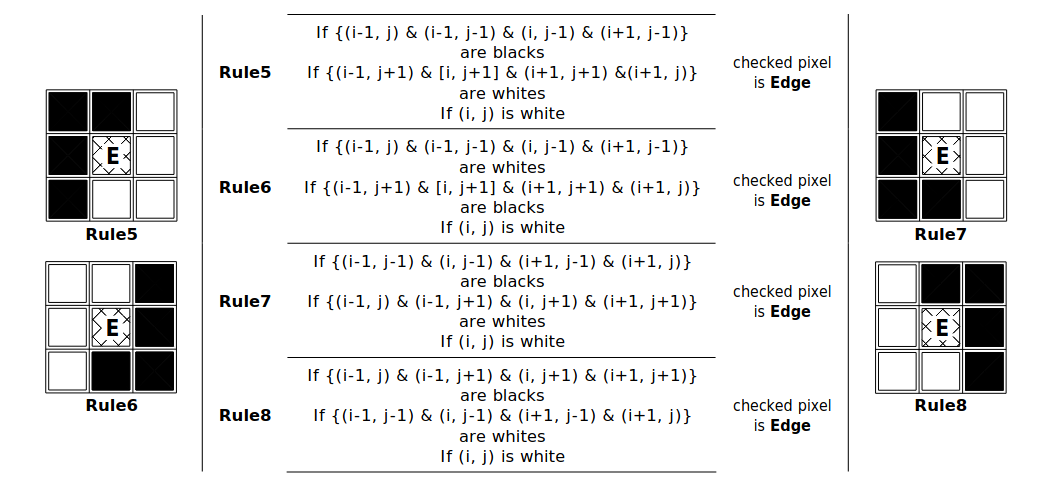 E
Rule5
E
Rule6
Rule5
If {(i-1, j) & (i-1, j-1) & (i, j-1) & (i+1, j-1)}
are blacks
If {(i-1, j+1) & [i, j+1] & (i+1, j+1) &(i+1, j)}
are whites
If (i, j) is white
checked pixel
is Edge
Rule6
If {(i-1, j) & (i-1, j-1) & (i, j-1) & (i+1, j-1)}
are whites
If {(i-1, j+1) & [i, j+1] & (i+1, j+1) & (i+1, j)}
are blacks
If (i, j) is white
checked pixel
is Edge
Rule7
If {(i-1, j-1) & (i, j-1) & (i+1, j-1) & (i+1, j)}
are blacks
If {(i-1, j) & (i-1, j+1) & (i, j+1) & (i+1, j+1)}
are whites
If (i, j) is white
checked pixel
is Edge
Rule8
If {(i-1, j) & (i-1, j+1) & (i, j+1) & (i+1, j+1)}
are blacks
If {(i-1, j-1) & (i, j-1) & (i+1, j-1) & (i+1, j)}
are whites
If (i, j) is white
checked pixel
is Edge
E
Rule7
E
Rule8